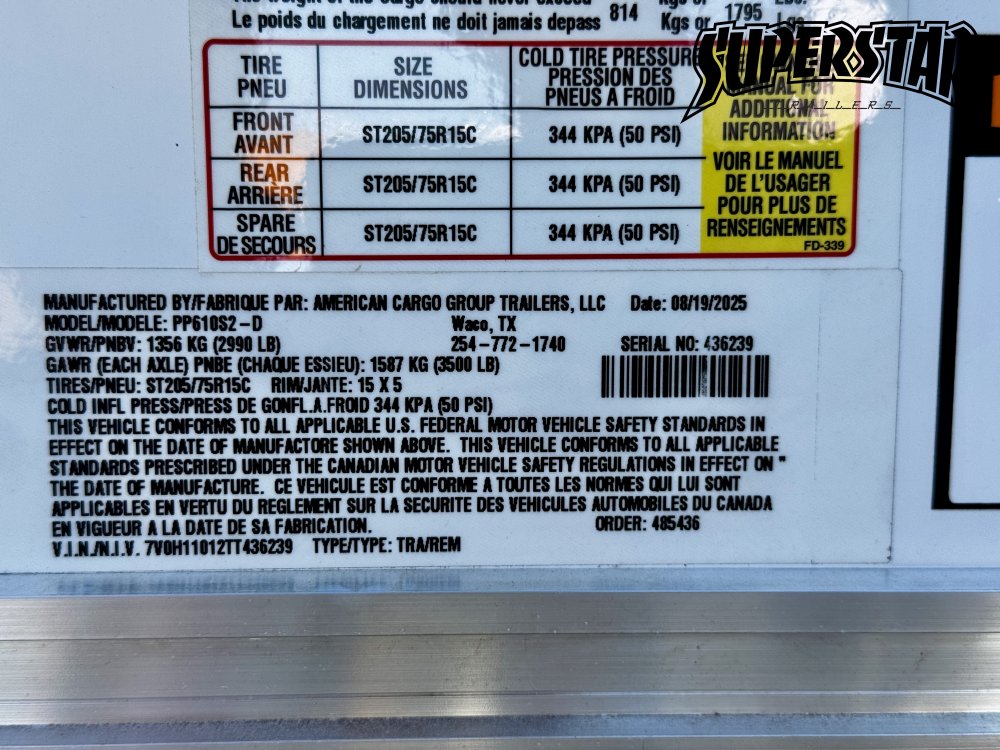 Le poids du chargement ne doit jamais depass 814 Kgs or 1795
SUPERSTAR
TRAILERS
TIRE PNEU
SIZE DIMENSIONS
COLD TIRE PRESSURE PRESSION DES PNEUS A FROID
MANUAL FOR
ADDITIONAL
INFORMATION
FRONT AVANT ST205/75R15C 344 KPA (50 PSI)
REAR ARRIÈRE ST205/75R15C 344 KPA (50 PSI)
SPARE DE SECOURS ST205/75R15C 344 KPA (50 PSI)
VOIR LE MANUEL
DE L'USAGER
POUR PLUS DE
RENSEIGNEMENTS
FD-339
MANUFACTURED BY/FABRIQUE PAR: AMERICAN CARGO GROUP TRAILERS, LLC Date: 08/19/2025
MODEL/MODELE: PP610S2-D Waco, TX
GVWR/PNBV: 1356 KG (2990 LB) 254-772-1740 SERIAL NO: 436239
GAWR (EACH AXLE) PNBE (CHAQUE ESSIEU): 1587 KG (3500 LB)
TIRES/PNEU: ST205/75R15C RIM/JANTE: 15 X 5
COLD INFL PRESS/PRESS DE GONFL.A.FROID 344 KPA (50 PSI)
THIS VEHICLE CONFORMS TO ALL APPLICABLE U.S. FEDERAL MOTOR VEHICLE SAFETY STANDARDS IN
EFFECT ON THE DATE OF MANUFACTORE SHOWN ABOVE. THIS VEHICLE CONFORMS TO ALL APPLICABLE
STANDARDS PRESCRIBED UNDER THE CANADIAN MOTOR VEHICLE SAFETY REGULATIONS IN EFFECT ON "
THE DATE OF MANUFACTURE. CE VEHICULE EST CONFORME A TOUTES LES NORMES QUI LUI SONT
APPLICABLES EN VERTU DU REGLEMENT SUR LA SECURITE DES VEHICULES AUTOMOBILES DU CANADA
EN VIGUEUR A LA DATE DE SA FABRICATION. ORDER: 485436
V.I.N./N.I.V. 7V0H11012TT436239 TYPE/TYPE: TRA/REM